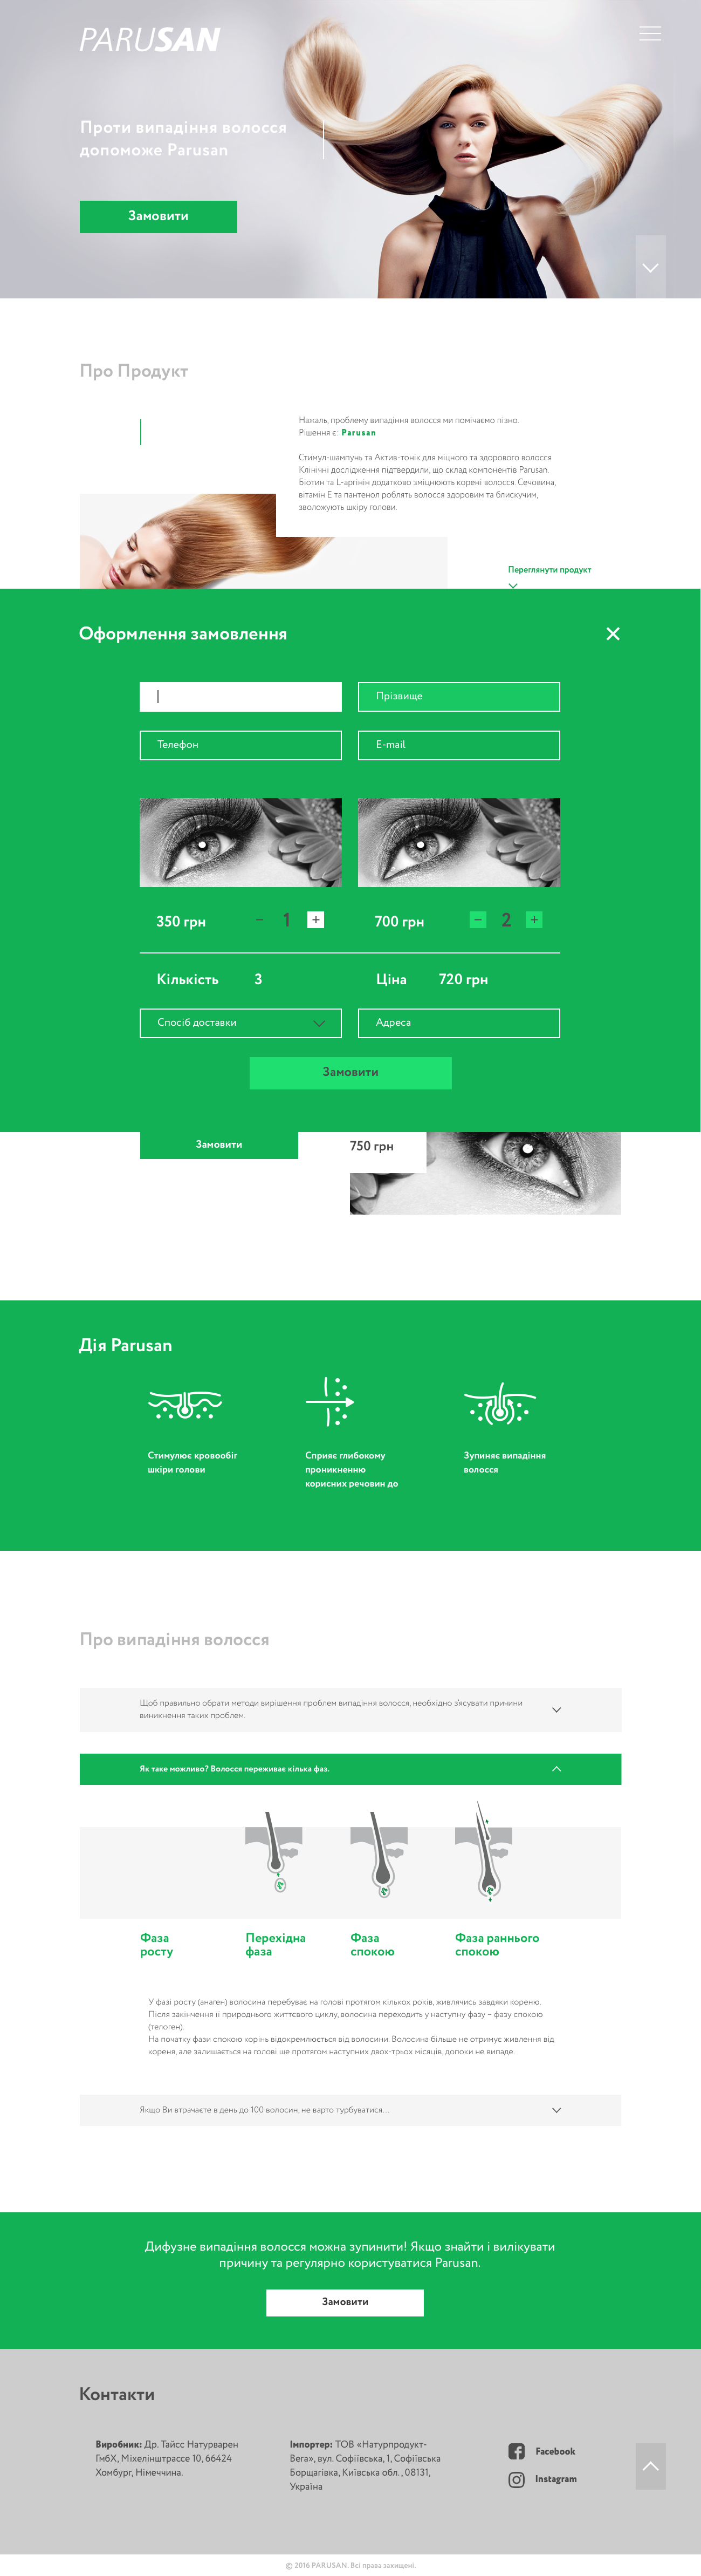 PARUSAN
Проти випадіння волосся
допоможе Parusan
Замовити
Про Продукт
Нажаль, проблему випадіння волосся ми помічаємо пізно.
Рішення є: Parusan
Стимул-шампунь та Актив-тонік для міцного та здорового волосся
Клінічні дослідження підтвердили, що склад компонентів Parusan.
Біотин та L-аргінін додатково зміцнюють корені волосся. Сечовина,
вітамін Е та пантенол роблять волосся здоровим та блискучим,
зволожують шкіру голови.
Переглянути продукт
Оформлення замовлення
Прізвище
Телефон
E-mail
350 грн
− 1 +
700 грн
− 2 +
Кількість 3
Ціна 720 грн
Спосіб доставки
Адреса
Замовити
Замовити
750 грн
Дія Parusan
Стимулює кровообіг
шкіри голови
Сприяє глибокому
проникненню
корисних речовин до
Зупиняє випадіння
волосся
Про випадіння волосся
Щоб правильно обрати методи вирішення проблем випадіння волосся, необхідно з'ясувати причини
виникнення таких проблем.
Як таке можливо? Волосся переживає кілька фаз.
Фаза
росту
Перехідна
фаза
Фаза
спокою
Фаза раннього
спокою
У фазі росту (анаген) волосина перебуває на голові протягом кількох років, живлячись завдяки кореню.
Після закінчення її природнього життєвого циклу, волосина переходить у наступну фазу – фазу спокою
(телоген).
На початку фази спокою корінь відокремлюється від волосини. Волосина більше не отримує живлення від
кореня, але залишається на голові ще протягом наступних двох-трьох місяців, допоки не випаде.
Якщо Ви втрачаєте в день до 100 волосин, не варто турбуватися...
Дифузне випадіння волосся можна зупинити! Якщо знайти і вилікувати
причину та регулярно користуватися Parusan.
Замовити
Контакти
Виробник: Др. Тайсс Натурварен
ГмбХ, Міхелінштрассе 10, 66424
Хомбург, Німеччина.
Імпортер: ТОВ «Натурпродукт-
Вега», вул. Софіївська, 1, Софіївська
Борщагівка, Київська обл. , 08131,
Україна
Facebook
Instagram
© 2016 PARUSAN. Всі права захищені.